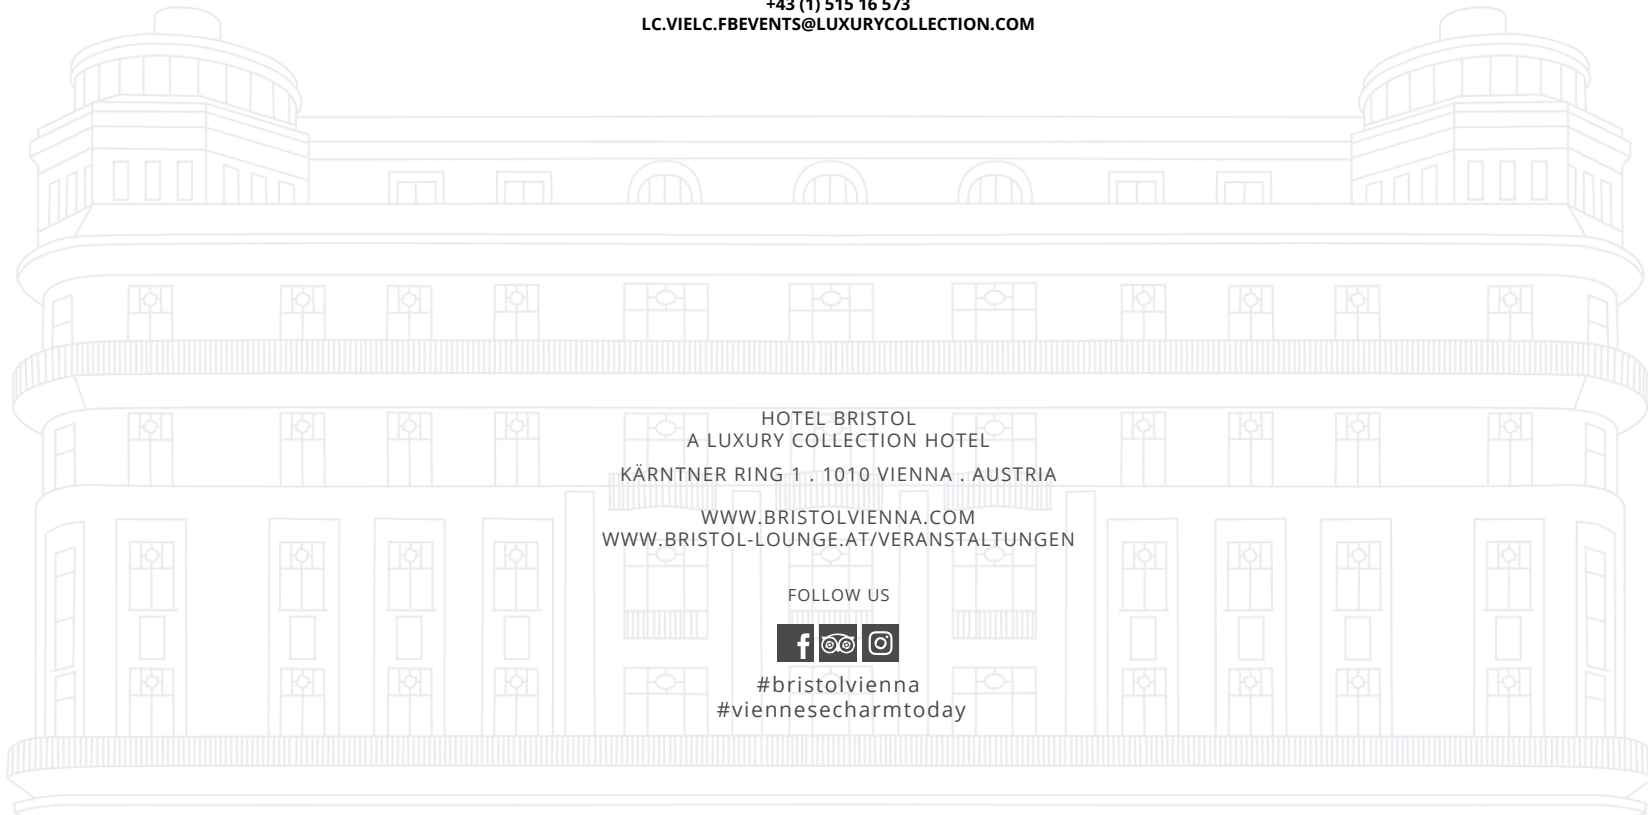 +43 (1) 515 16 573
LC.VIELC.FBEVENTS@LUXURYCOLLECTION.COM
HOTEL BRISTOL
A LUXURY COLLECTION HOTEL
KÄRNTNER RING 1 . 1010 VIENNA . AUSTRIA
WWW.BRISTOLVIENNA.COM
WWW.BRISTOL-LOUNGE.AT/VERANSTALTUNGEN
FOLLOW US
#bristolvienna
#viennesecharmtoday